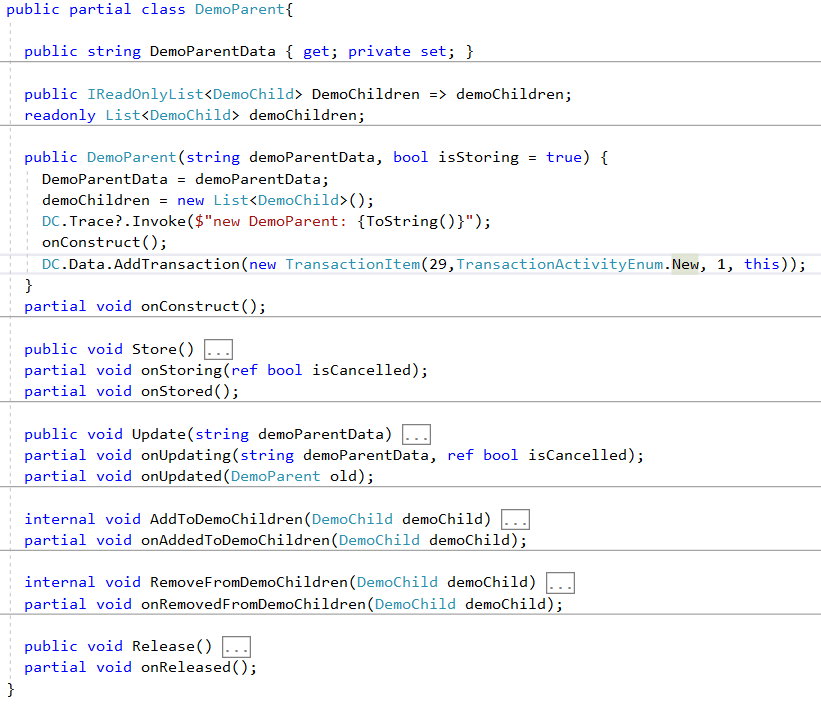 public partial class DemoParent{
public string DemoParentData { get; private set; }
public IReadOnlyList<DemoChild> DemoChildren => demoChildren;
readonly List<DemoChild> demoChildren;
public DemoParent(string demoParentData, bool isStoring = true) {
DemoParentData = demoParentData;
demoChildren = new List<DemoChild>();
DC.Trace?.Invoke($"new DemoParent: {ToString()}");
onConstruct();
DC.Data.AddTransaction(new TransactionItem(29,TransactionActivityEnum.New, 1, this));
}
partial void onConstruct();
public void Store() ...
partial void onStoring(ref bool isCancelled);
partial void onStored();
public void Update(string demoParentData) ...
partial void onUpdating(string demoParentData, ref bool isCancelled);
partial void onUpdated(DemoParent old);
internal void AddToDemoChildren(DemoChild demoChild) ...
partial void onAddedToDemoChildren(DemoChild demoChild);
internal void RemoveFromDemoChildren(DemoChild demoChild) ...
partial void onRemovedFromDemoChildren(DemoChild demoChild);
public void Release() ...
partial void onReleased();
}